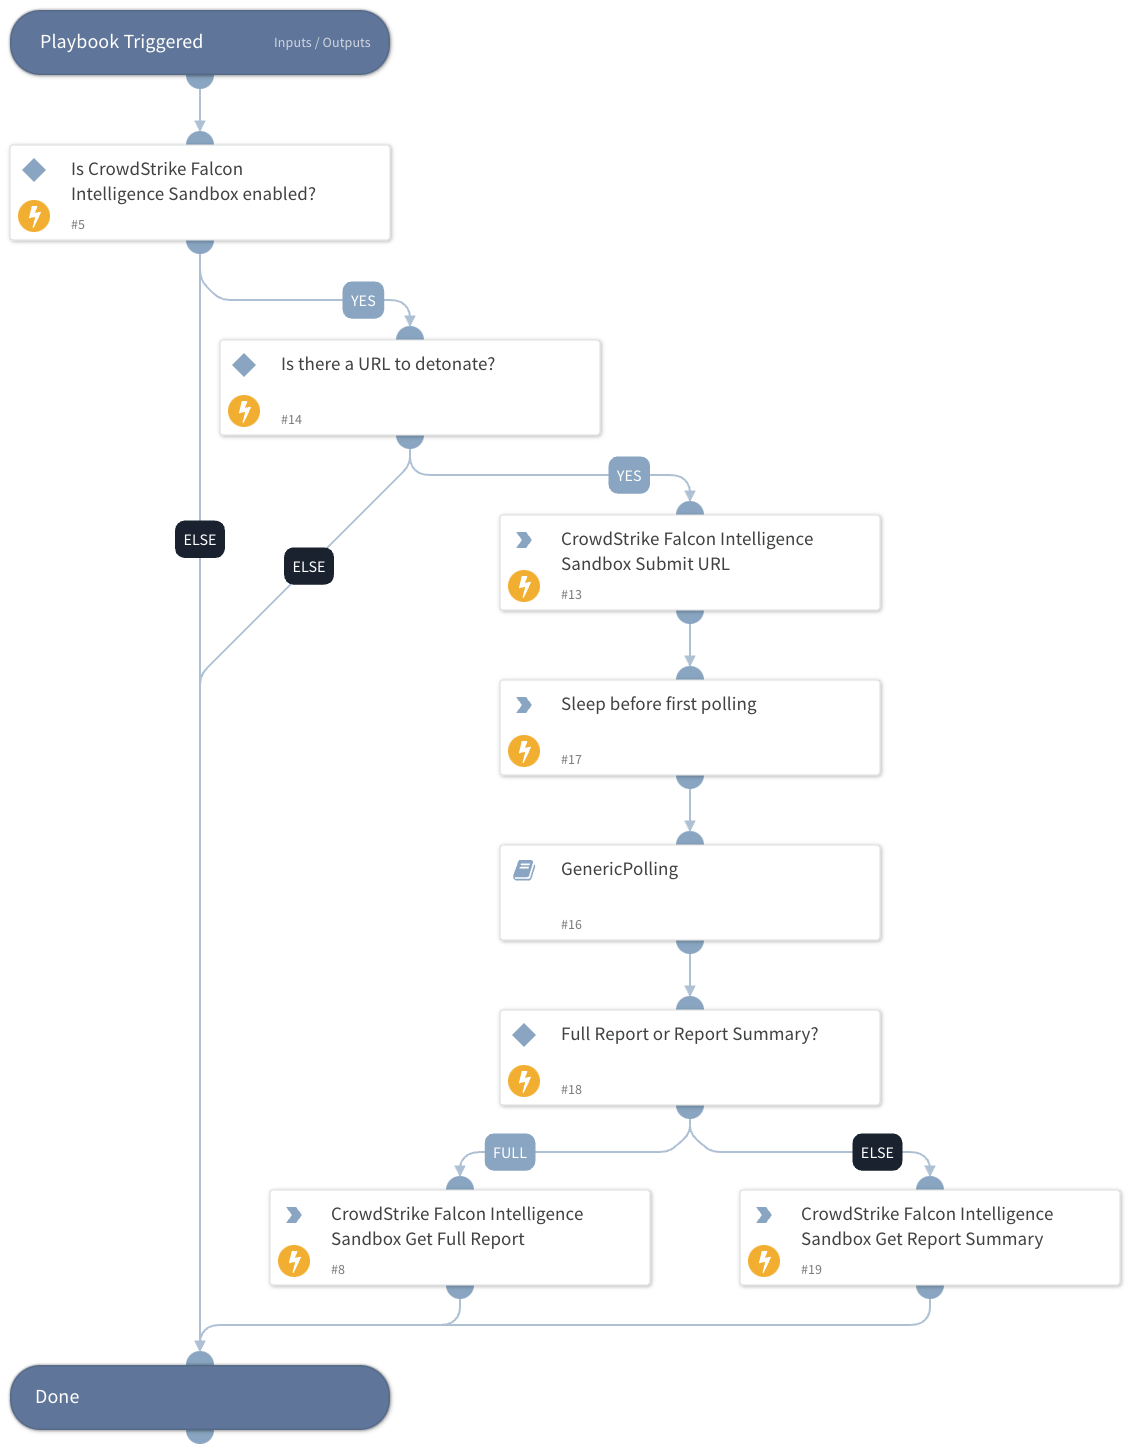 Playbook Triggered
Inputs / Outputs
Is CrowdStrike Falcon
Intelligence Sandbox enabled?
#5
YES
Is there a URL to detonate?
#14
YES
ELSE
ELSE
CrowdStrike Falcon Intelligence
Sandbox Submit URL
#13
Sleep before first polling
#17
GenericPolling
#16
Full Report or Report Summary?
#18
FULL
ELSE
CrowdStrike Falcon Intelligence
Sandbox Get Full Report
#8
CrowdStrike Falcon Intelligence
Sandbox Get Report Summary
#19
Done